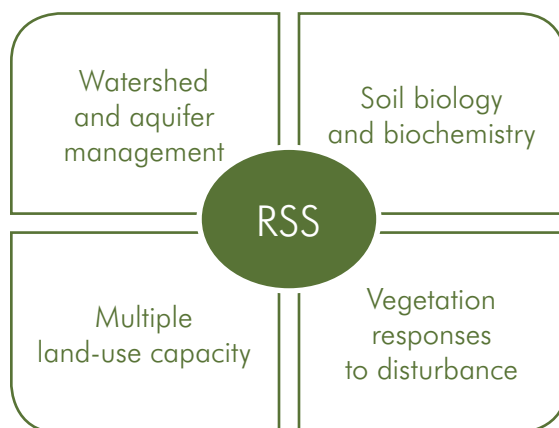 Watershed
and aquifer
management
Soil biology
and biochemistry
RSS
Multiple
land-use capacity
Vegetation
responses
to disturbance